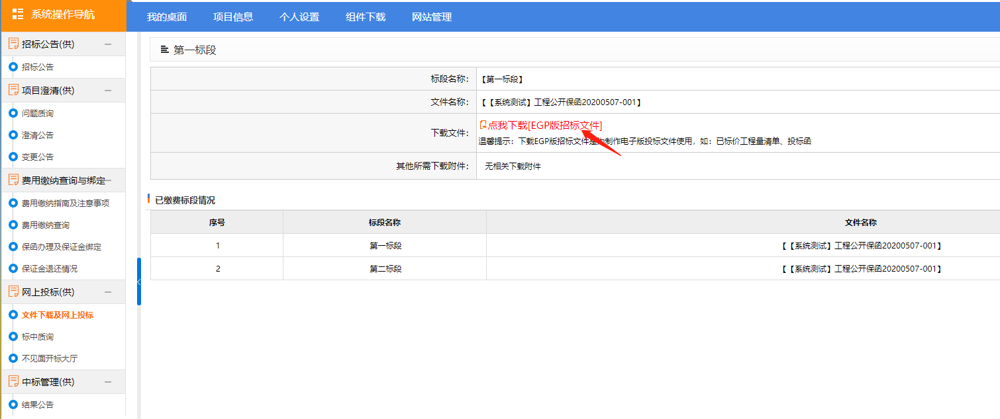 系统操作导航
我的桌面 项目信息 个人设置 组件下载 网站管理
招标公告(供)
招标公告
项目澄清(供)
问题质询
澄清公告
变更公告
费用缴纳查询与绑定
费用缴纳指南及注意事项
费用缴纳查询
保函办理及保证金绑定
保证金退还情况
网上投标(供)
文件下载及网上投标
标中质询
不见面开标大厅
中标管理(供)
结果公告
第一标段
标段名称： 【第一标段】
文件名称： 【【系统测试】工程公开保函20200507-001】
下载文件：
点我下载[EGP版招标文件]
温馨提示：下载EGP版招标文件是为制作电子版投标文件使用，如：已标价工程量清单、投标函
其他所需下载附件： 无相关下载附件
已缴费标段情况
序号 标段名称 文件名称
1 第一标段 【【系统测试】工程公开保函20200507-001】
2 第二标段 【【系统测试】工程公开保函20200507-001】